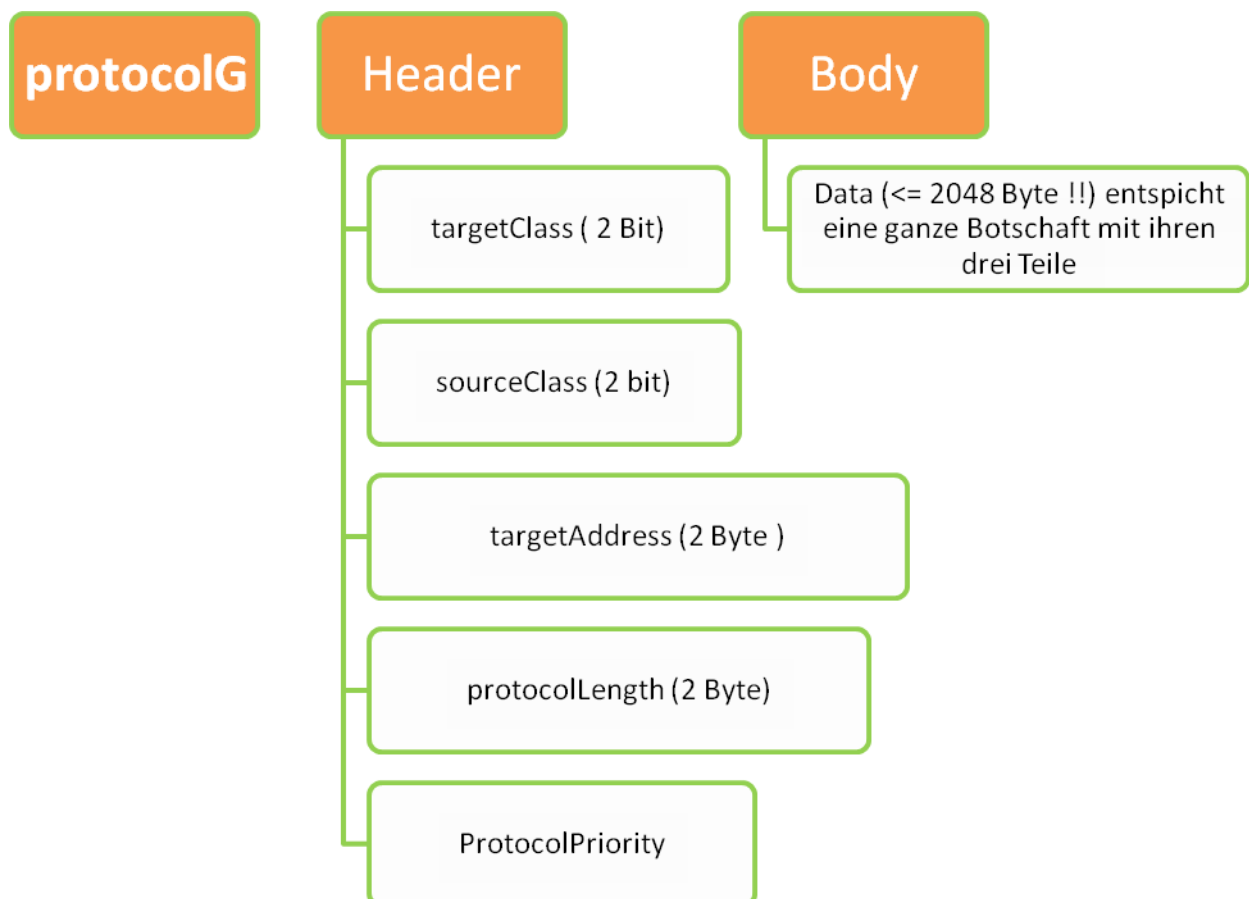 protocolG
Header
Body
targetClass ( 2 Bit)
Data (<= 2048 Byte !!) entspicht
eine ganze Botschaft mit ihren
drei Teile
sourceClass (2 bit)
targetAddress (2 Byte )
protocolLength (2 Byte)
ProtocolPriority